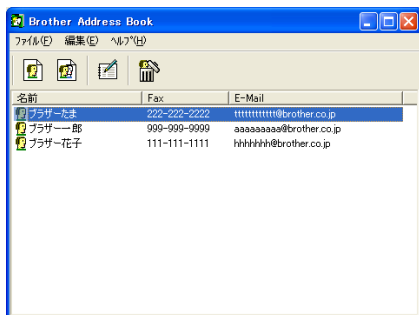 Brother Address Book
ファイル(F) 編集(E) ヘルプ(H)
名前 Fax E-Mail
ブラザーたま 222-222-2222 tttttttttttt@brother.co.jp
ブラザー一郎 999-999-9999 aaaaaaaaa@brother.co.jp
ブラザー花子 111-111-1111 hhhhhhh@brother.co.jp